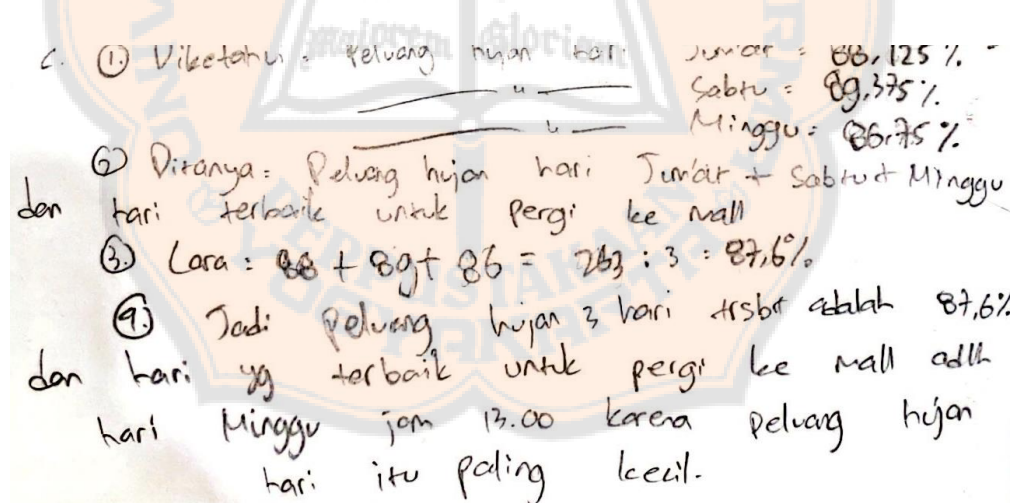 c. ① Diketahui = Peluang hujan hari Jum'at = 88,125 %
— " — Sabtu = 89,375 %
— " — Minggu = 86,75 %
② Ditanya = Peluang hujan hari Jum'at + Sabtu + Minggu
dan hari terbaik untuk pergi ke mall
③ Cara = 88 + 89 + 86 = 263 : 3 = 87,6 %
④ Jadi peluang hujan 3 hari trsbt adalah 87,6%
dan hari yg terbaik untuk pergi ke mall adlh
hari Minggu jam 13.00 karena peluang hujan
hari itu paling kecil.